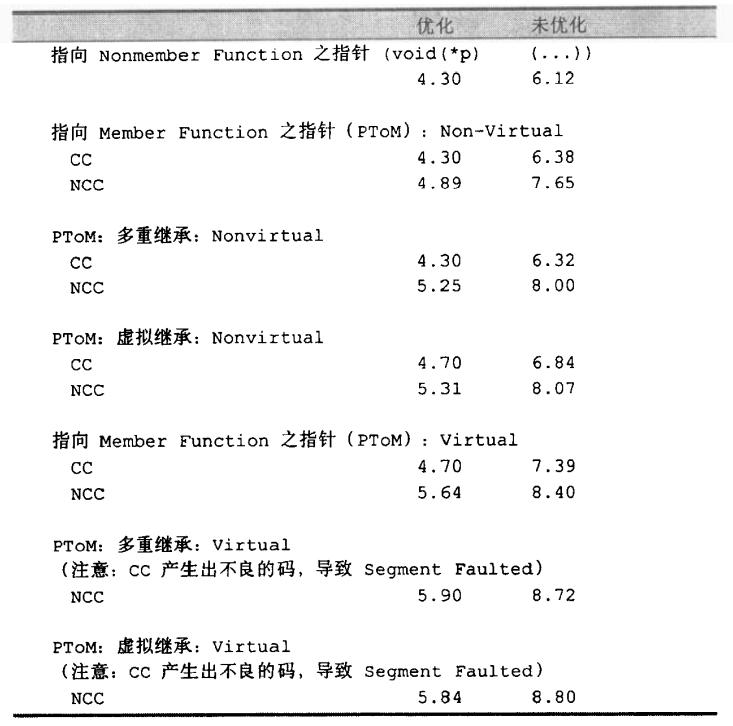 优化 未优化
指向 Nonmember Function 之指针 (void(*p) (...))
4.30 6.12
指向 Member Function 之指针 (PToM) : Non-Virtual
CC 4.30 6.38
NCC 4.89 7.65
PToM: 多重继承: Nonvirtual
CC 4.30 6.32
NCC 5.25 8.00
PToM: 虚拟继承: Nonvirtual
CC 4.70 6.84
NCC 5.31 8.07
指向 Member Function 之指针 (PToM) : Virtual
CC 4.70 7.39
NCC 5.64 8.40
PToM: 多重继承: Virtual
(注意: CC 产生出不良的码, 导致 Segment Faulted)
NCC 5.90 8.72
PToM: 虚拟继承: Virtual
(注意: CC 产生出不良的码, 导致 Segment Faulted)
NCC 5.84 8.80